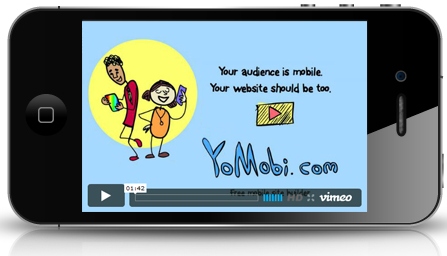 Your audience is mobile.
Your website should be too.
YoMobi.com
Free mobile site builder
01:42
HD
vimeo